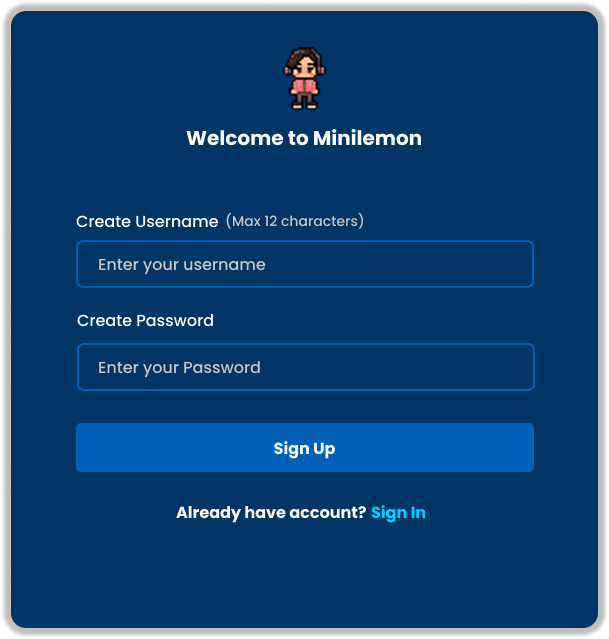 Welcome to Minilemon
Create Username (Max 12 characters)
Enter your username
Create Password
Enter your Password
Sign Up
Already have account? Sign In